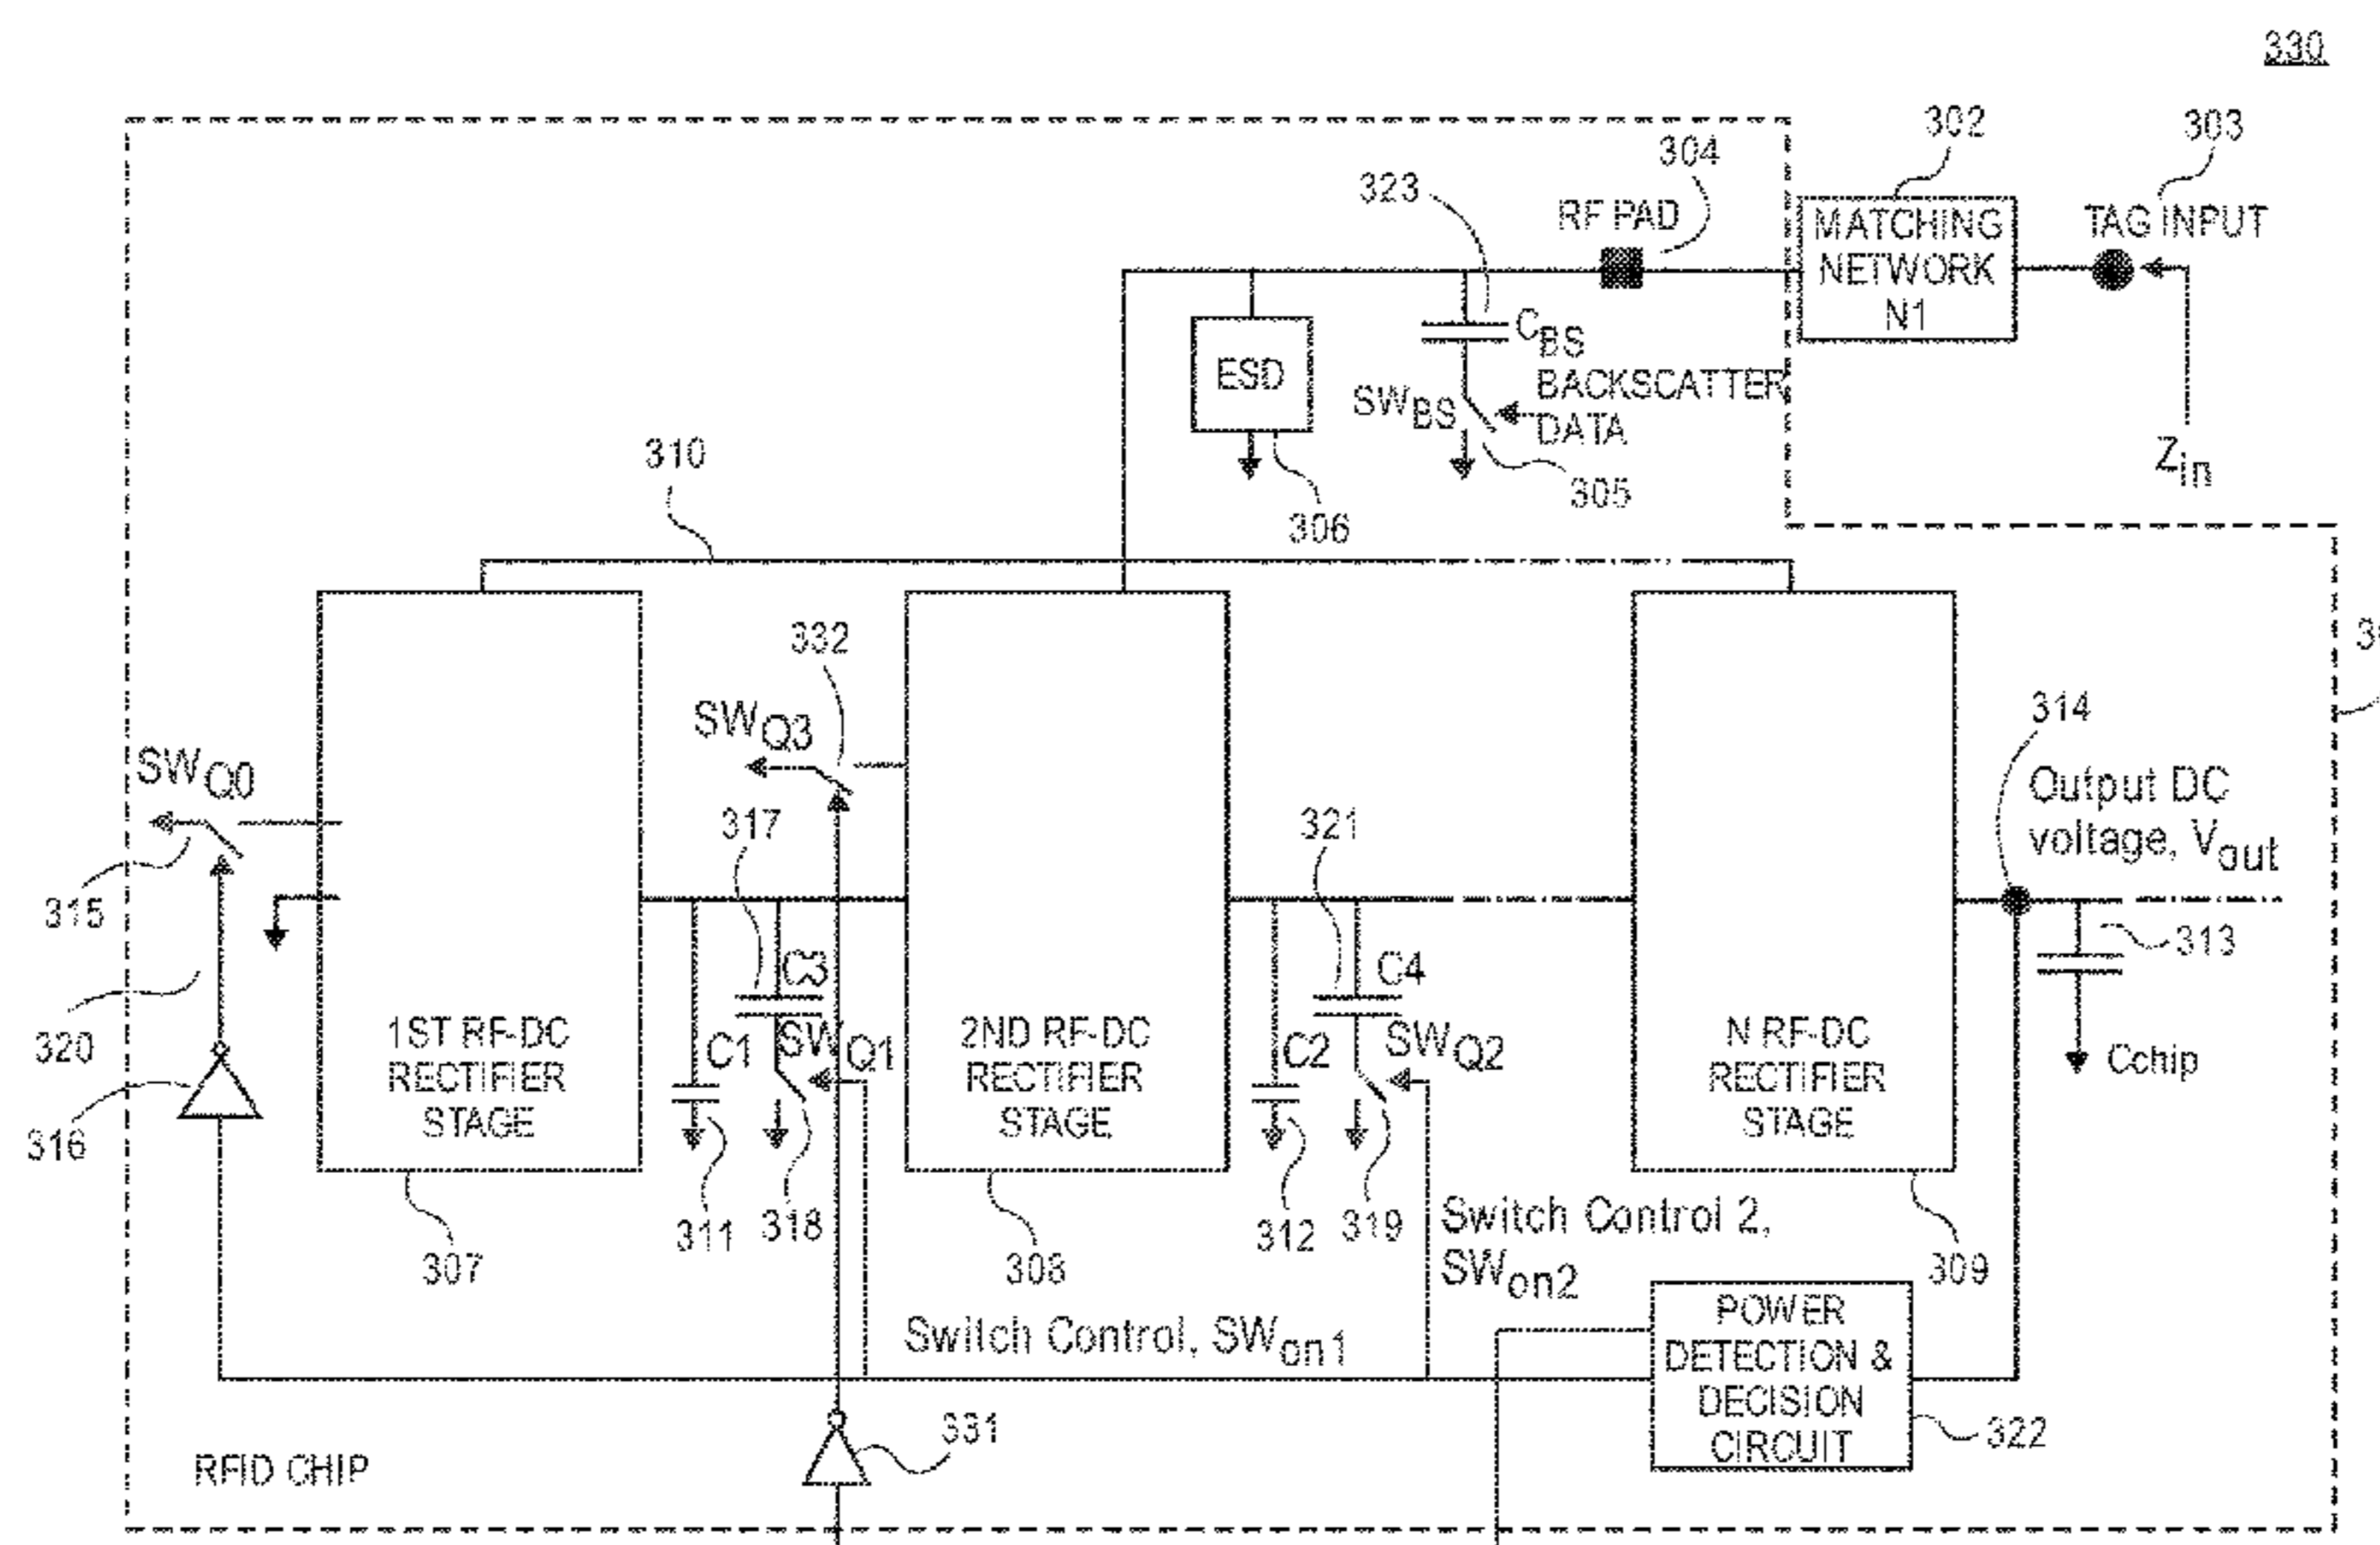 330
302
303
304
323
RF PAD
MATCHING
NETWORK
N1
TAG INPUT
ESD
CBS
SWBS
BACKSCATTER
DATA
305
306
Zin
310
332
SWQ3
SWQ0
315
317
321
314
Output DC
voltage, Vout
313
Cchip
320
316
1ST RF-DC
RECTIFIER
STAGE
C3
C1
SWQ1
2ND RF-DC
RECTIFIER
STAGE
C4
C2
SWQ2
N RF-DC
RECTIFIER
STAGE
307
311
318
308
312
319
309
Switch Control 2,
SWon2
Switch Control, SWon1
POWER
DETECTION &
DECISION
CIRCUIT
322
331
RFID CHIP